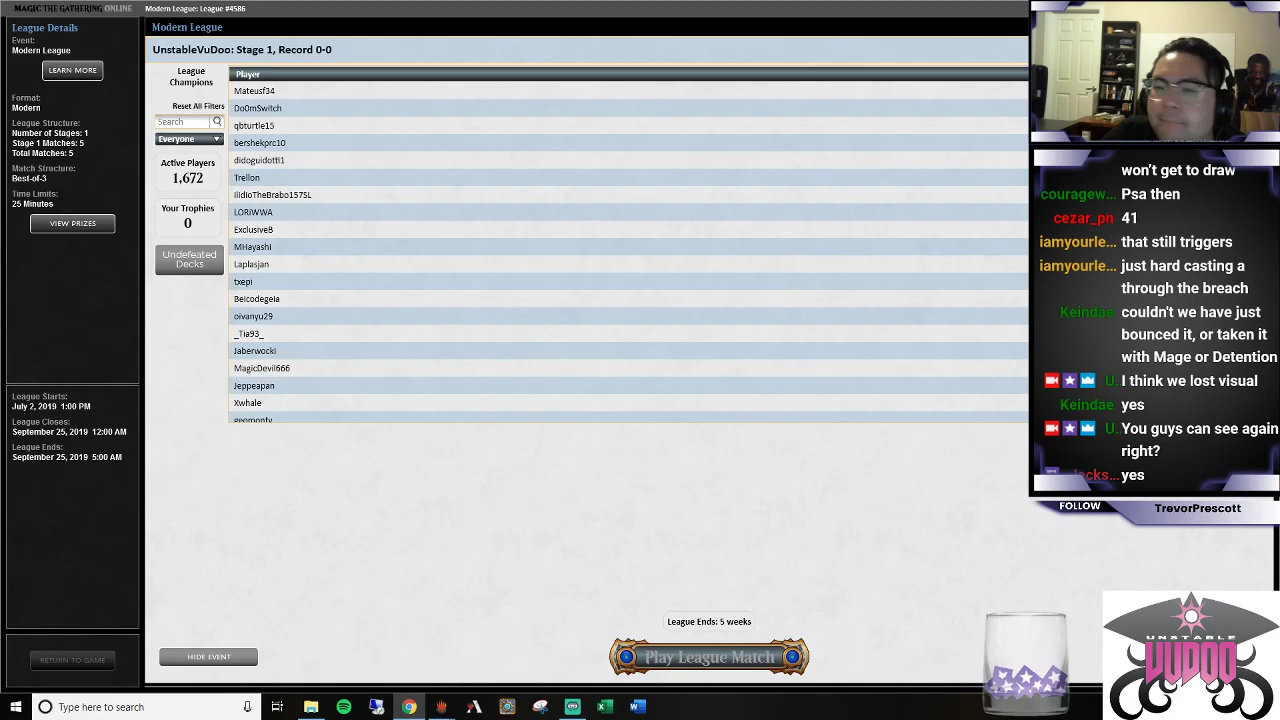 MAGIC THE GATHERING ONLINE
Modern League: League #4586
League Details
Event:
Modern League
LEARN MORE
Format:
Modern
League Structure:
Number of Stages: 1
Stage 1 Matches: 5
Total Matches: 5
Match Structure:
Best-of-3
Time Limits:
25 Minutes
VIEW PRIZES
League Starts:
July 2, 2019 1:00 PM
League Closes:
September 25, 2019 12:00 AM
League Ends:
September 25, 2019 5:00 AM
RETURN TO GAME
Modern League
UnstableVuDoo: Stage 1, Record 0-0
League
Champions
Reset All Filters
Search
Everyone
Active Players
1,672
Your Trophies
0
Undefeated
Decks
Player
Mateusf34
Do0mSwitch
qbturtle15
bershekprc10
didoguidotti1
Trellon
ilidioTheBrabo157SL
LORiWWA
ExclusiveB
MHayashi
Laplasjan
txepi
Beicodegeia
oivanyu29
_Tia93_
Jaberwocki
MagicDevil666
Jeppeapan
Xwhale
geomonty
League Ends: 5 weeks
HIDE EVENT
Play League Match
won't get to draw
couragew... Psa then
cezar_pn 41
iamyourle... that still triggers
iamyourle... just hard casting a
through the breach
Keindae couldn't we have just
bounced it, or taken it
with Mage or Detention
U. I think we lost visual
Keindae yes
U. You guys can see again
right?
yes
FOLLOW TrevorPrescott
UNSTABLE
VUDOO
Type here to search